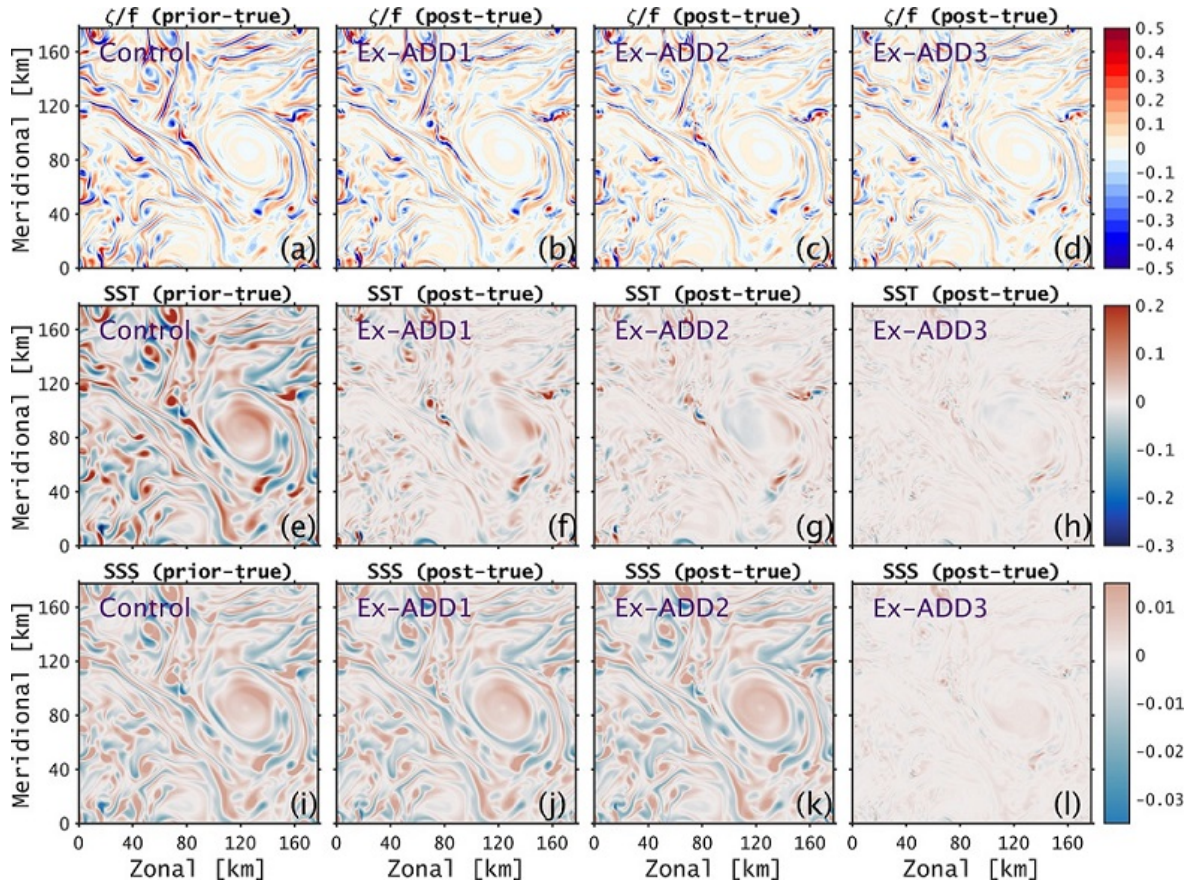 ζ/f (prior-true) ζ/f (post-true) ζ/f (post-true) ζ/f (post-true)
Control Ex-ADD1 Ex-ADD2 Ex-ADD3
Meridional [km]
160
120
80
40
0
(a) (b) (c) (d)
0.5
0.4
0.3
0.2
0.1
0
-0.1
-0.2
-0.3
-0.4
-0.5
SST (prior-true) SST (post-true) SST (post-true) SST (post-true)
Control Ex-ADD1 Ex-ADD2 Ex-ADD3
Meridional [km]
160
120
80
40
0
(e) (f) (g) (h)
0.2
0.1
0
-0.1
-0.2
-0.3
SSS (prior-true) SSS (post-true) SSS (post-true) SSS (post-true)
Control Ex-ADD1 Ex-ADD2 Ex-ADD3
Meridional [km]
160
120
80
40
0
(i) (j) (k) (l)
0.01
0
-0.01
-0.02
-0.03
0 40 80 120 160 0 40 80 120 160 0 40 80 120 160 0 40 80 120 160
Zonal [km] Zonal [km] Zonal [km] Zonal [km]